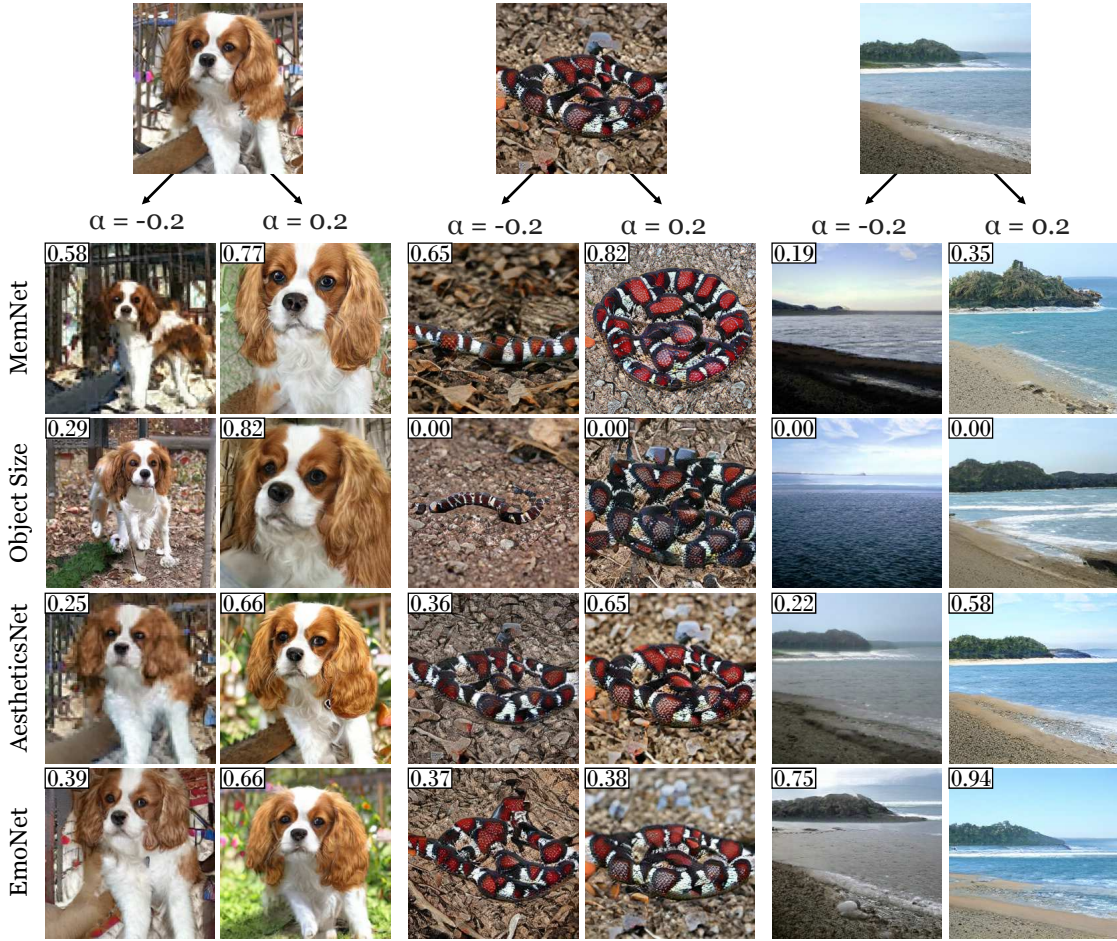 α = -0.2 α = 0.2 α = -0.2 α = 0.2 α = -0.2 α = 0.2
MemNet 0.58 0.77 0.65 0.82 0.19 0.35
Object Size 0.29 0.82 0.00 0.00 0.00 0.00
AestheticsNet 0.25 0.66 0.36 0.65 0.22 0.58
EmoNet 0.39 0.66 0.37 0.38 0.75 0.94